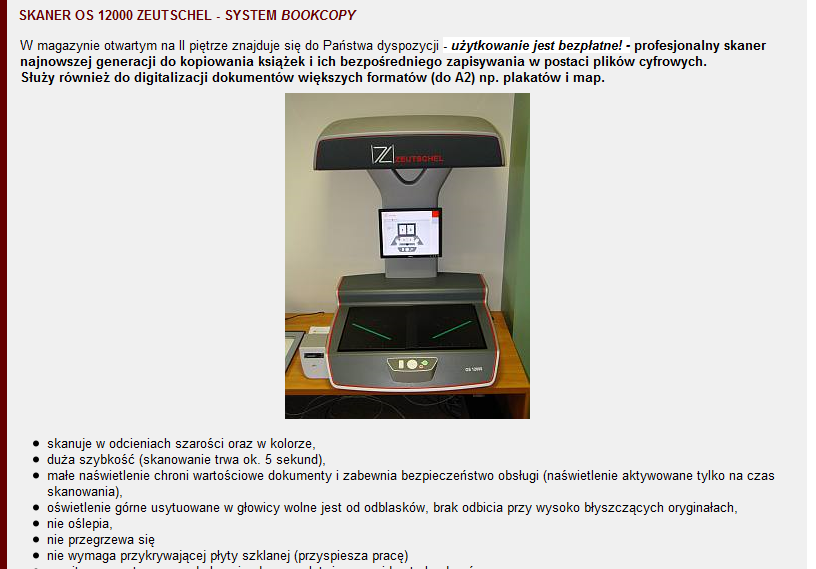 SKANER OS 12000 ZEUTSCHEL - SYSTEM BOOKCOPY
W magazynie otwartym na II piętrze znajduje się do Państwa dyspozycji - użytkowanie jest bezpłatne! - profesjonalny skaner
najnowszej generacji do kopiowania książek i ich bezpośredniego zapisywania w postaci plików cyfrowych.
Służy również do digitalizacji dokumentów większych formatów (do A2) np. plakatów i map.
ZEUTSCHEL
skanuje w odcieniach szarości oraz w kolorze,
duża szybkość (skanowanie trwa ok. 5 sekund),
małe naświetlenie chroni wartościowe dokumenty i zabewnia bezpieczeństwo obsługi (naświetlenie aktywowane tylko na czas
skanowania),
oświetlenie górne usytuowane w głowicy wolne jest od odblasków, brak odbicia przy wysoko błyszczących oryginałach,
nie oślepia,
nie przegrzewa się
nie wymaga przykrywającej płyty szklanej (przyspiesza pracę)